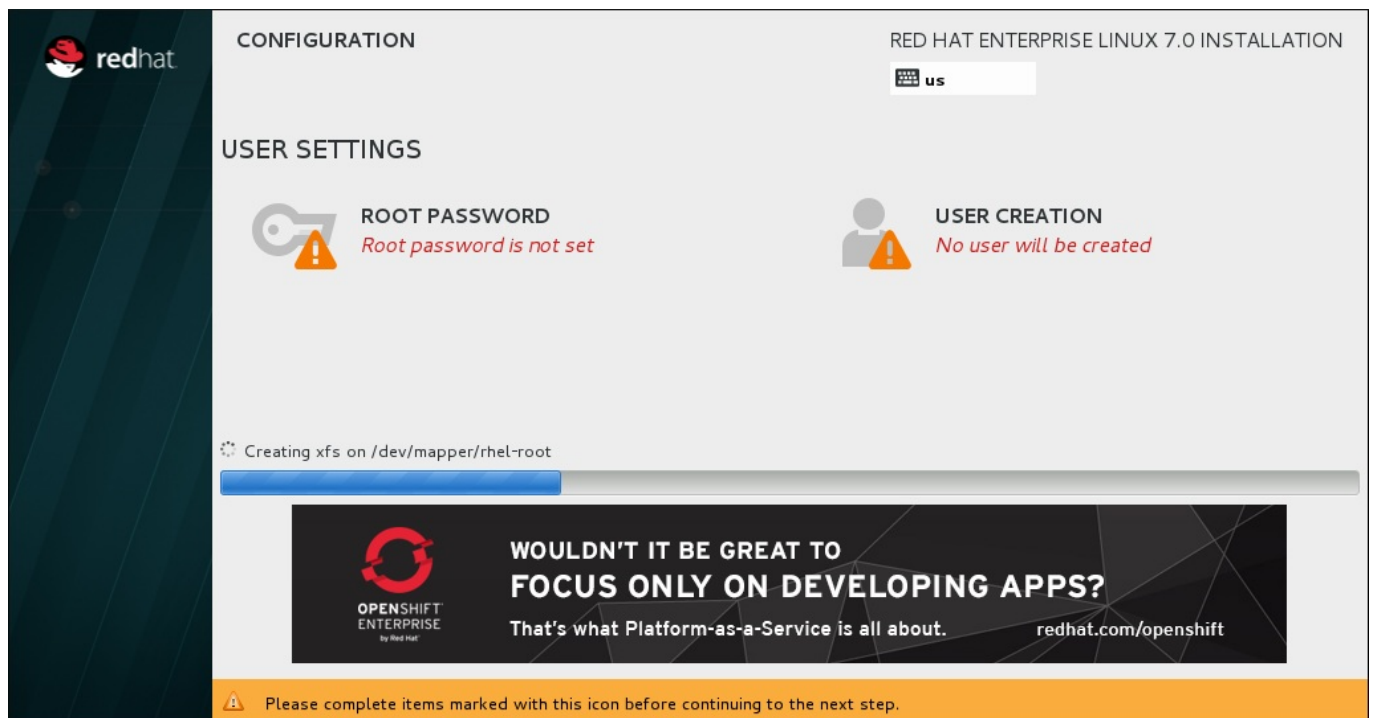 redhat
CONFIGURATION
RED HAT ENTERPRISE LINUX 7.0 INSTALLATION
us
USER SETTINGS
ROOT PASSWORD
Root password is not set
USER CREATION
No user will be created
Creating xfs on /dev/mapper/rhel-root
OPENSHIFT
ENTERPRISE
by Red Hat
WOULDN'T IT BE GREAT TO
FOCUS ONLY ON DEVELOPING APPS?
That's what Platform-as-a-Service is all about.
redhat.com/openshift
Please complete items marked with this icon before continuing to the next step.